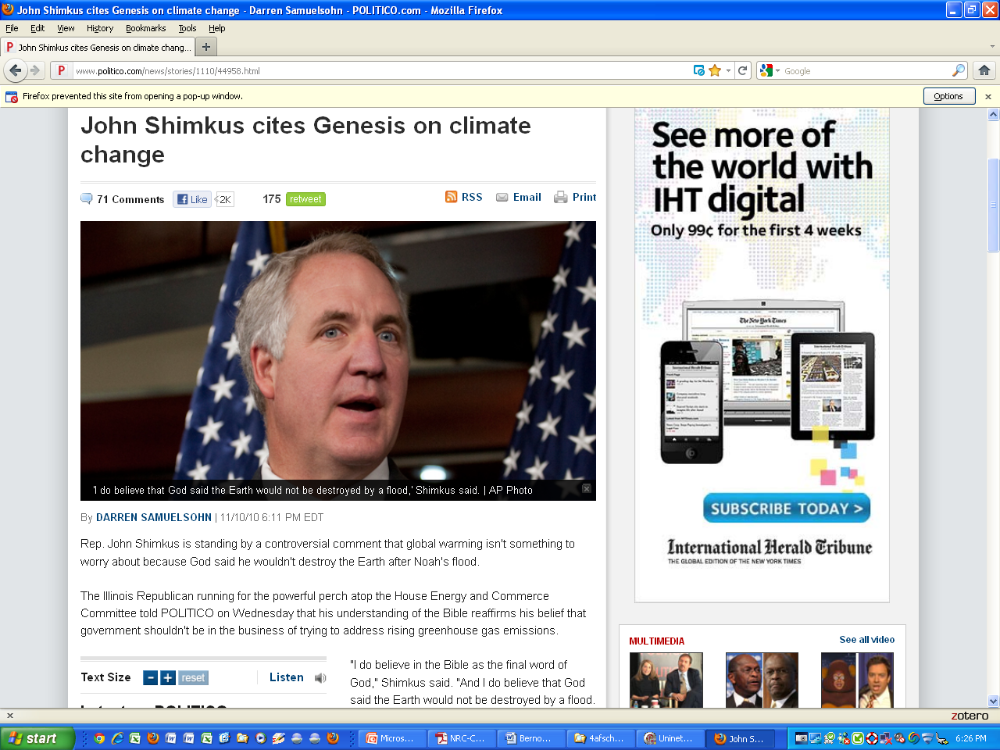 John Shimkus cites Genesis on climate change - Darren Samuelsohn - POLITICO.com - Mozilla Firefox
File Edit View History Bookmarks Tools Help
P John Shimkus cites Genesis on climate chang... +
P www.politico.com/news/stories/1110/44958.html Google
Firefox prevented this site from opening a pop-up window. Options
John Shimkus cites Genesis on climate
change
71 Comments Like 2K 175 retweet RSS Email Print
'I do believe that God said the Earth would not be destroyed by a flood,' Shimkus said. | AP Photo
By DARREN SAMUELSOHN | 11/10/10 6:11 PM EDT
Rep. John Shimkus is standing by a controversial comment that global warming isn't something to
worry about because God said he wouldn't destroy the Earth after Noah's flood.
The Illinois Republican running for the powerful perch atop the House Energy and Commerce
Committee told POLITICO on Wednesday that his understanding of the Bible reaffirms his belief that
government shouldn't be in the business of trying to address rising greenhouse gas emissions.
Text Size - + reset Listen
"I do believe in the Bible as the final word of
God," Shimkus said. "And I do believe that God
said the Earth would not be destroyed by a flood.
See more of
the world with
IHT digital
Only 99¢ for the first 4 weeks
The New York Times
SUBSCRIBE TODAY >
International Herald Tribune
THE GLOBAL EDITION OF THE NEW YORK TIMES
MULTIMEDIA See all video
zotero
start Micros... NRC-C... Berno... 4afsch... Uninet... John S... 6:26 PM